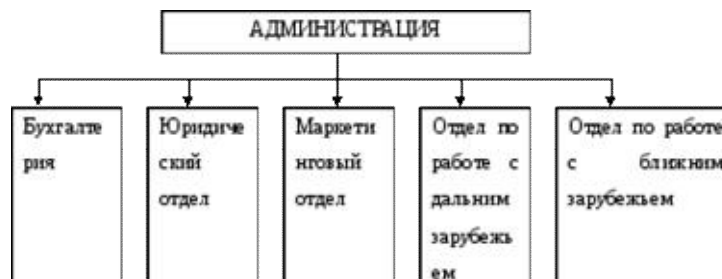 АДМИНИСТРАЦИЯ
Бухгалте
рия
Юридиче
ский
отдел
Маркети
нговый
отдел
Отдел по
работе с
дальним
зарубежь
ем
Отдел по работе
с ближним
зарубежьем